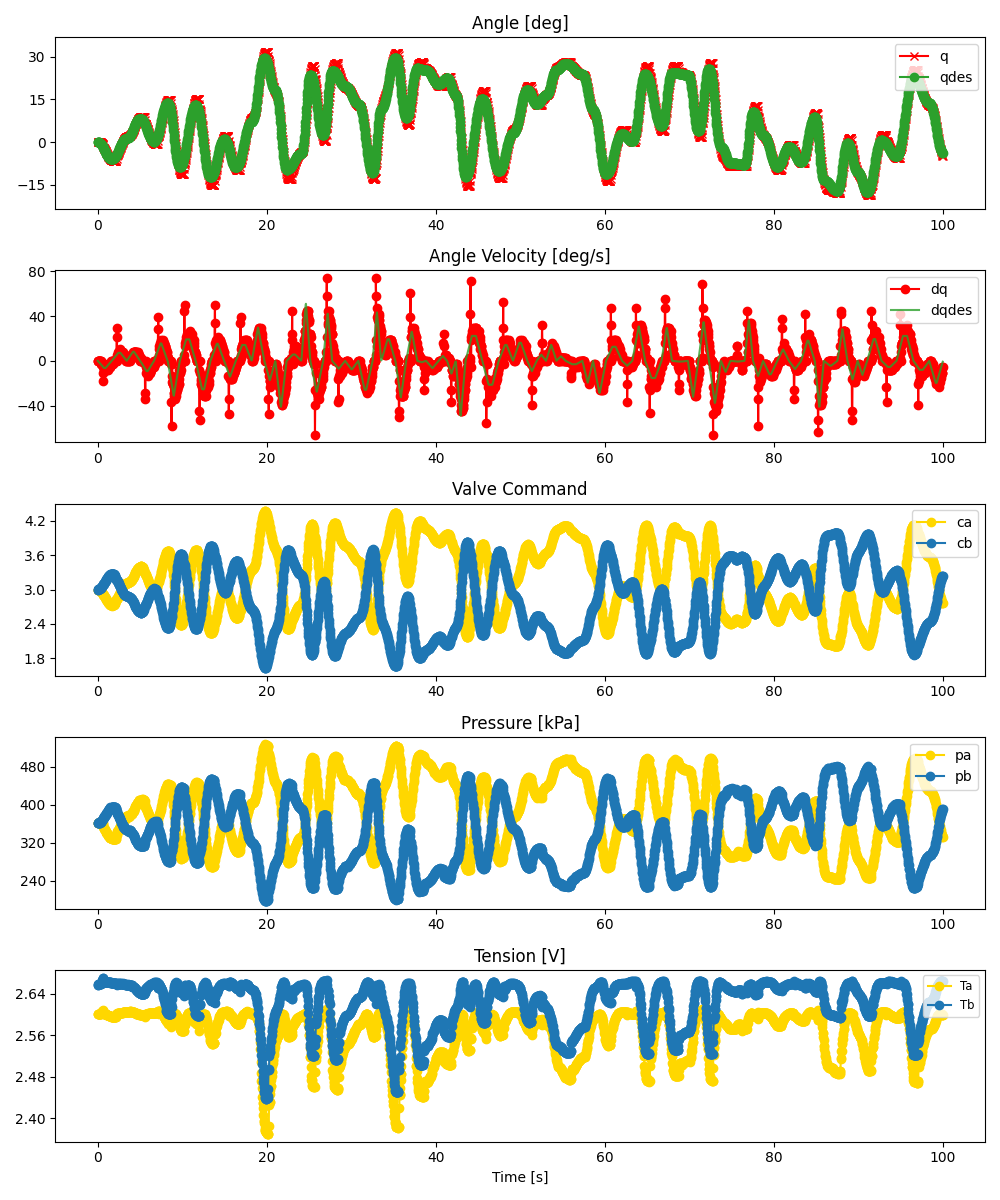 Angle [deg]
30
15
0
−15
q
qdes
0 20 40 60 80 100
Angle Velocity [deg/s]
80
40
0
−40
dq
dqdes
0 20 40 60 80 100
Valve Command
4.2
3.6
3.0
2.4
1.8
ca
cb
0 20 40 60 80 100
Pressure [kPa]
480
400
320
240
pa
pb
0 20 40 60 80 100
Tension [V]
2.64
2.56
2.48
2.40
Ta
Tb
0 20 40 60 80 100
Time [s]